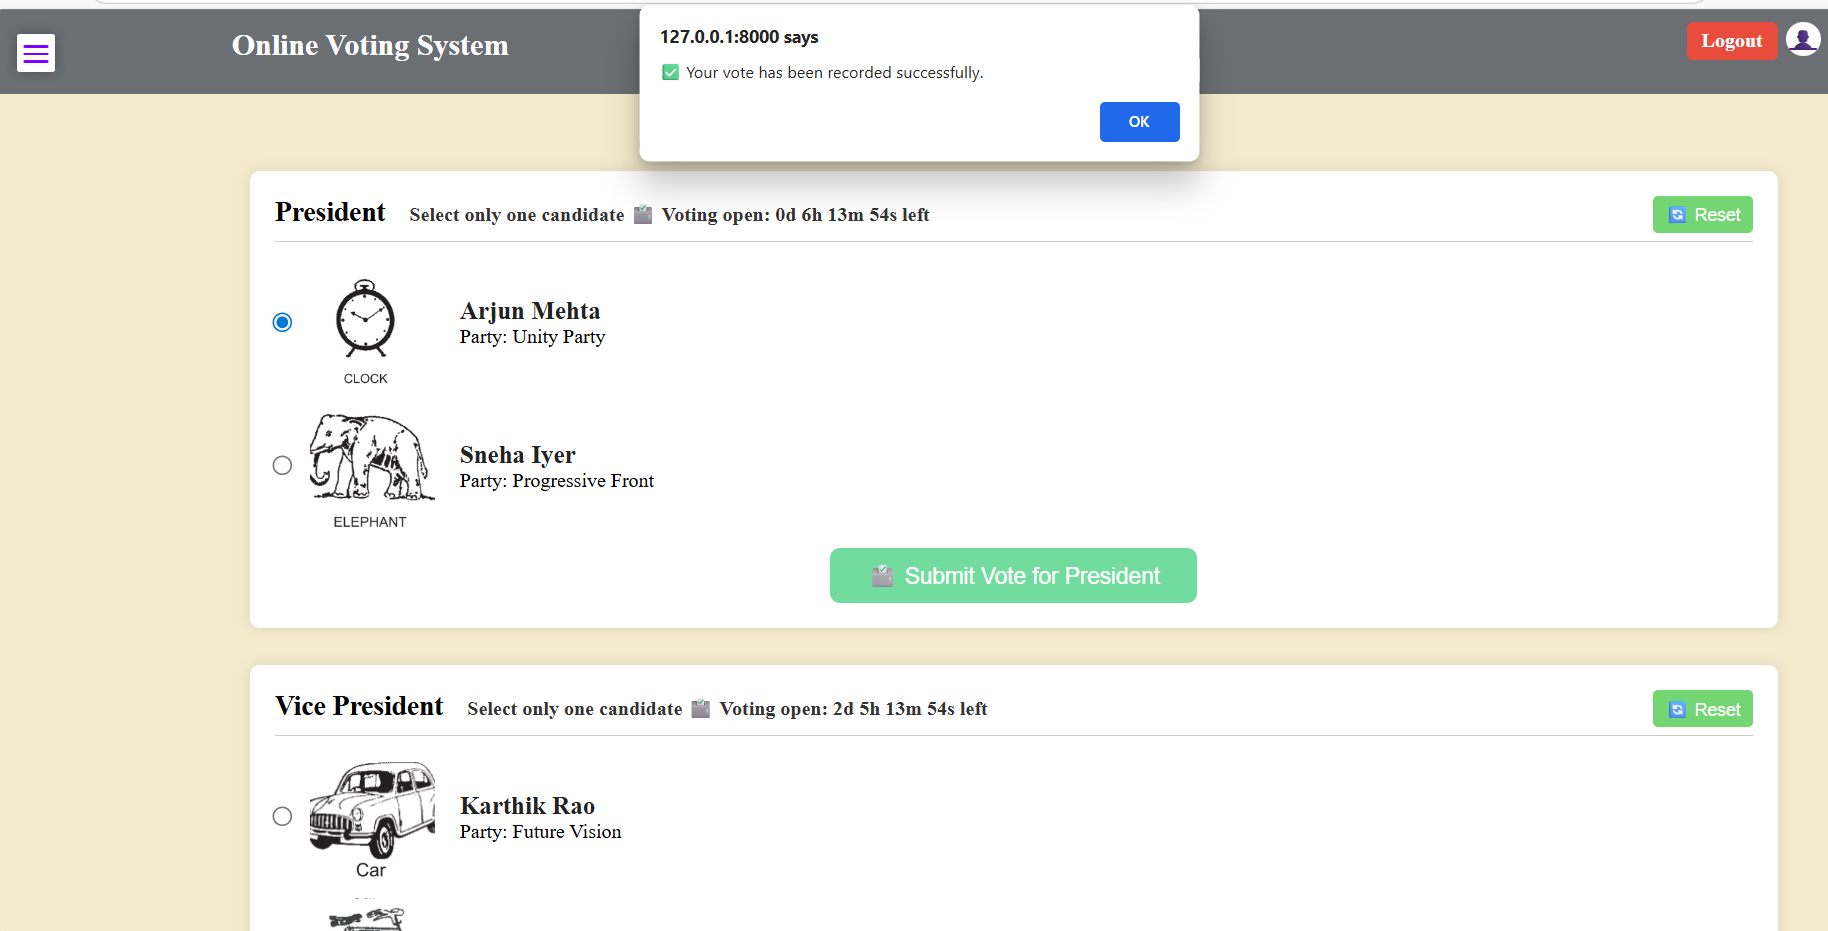 Online Voting System
127.0.0.1:8000 says
✅ Your vote has been recorded successfully.
OK
Logout
President
Select only one candidate 🗳️ Voting open: 0d 6h 13m 54s left
🔄 Reset
Arjun Mehta
Party: Unity Party
CLOCK
Sneha Iyer
Party: Progressive Front
ELEPHANT
🗳️ Submit Vote for President
Vice President
Select only one candidate 🗳️ Voting open: 2d 5h 13m 54s left
🔄 Reset
Karthik Rao
Party: Future Vision
Car